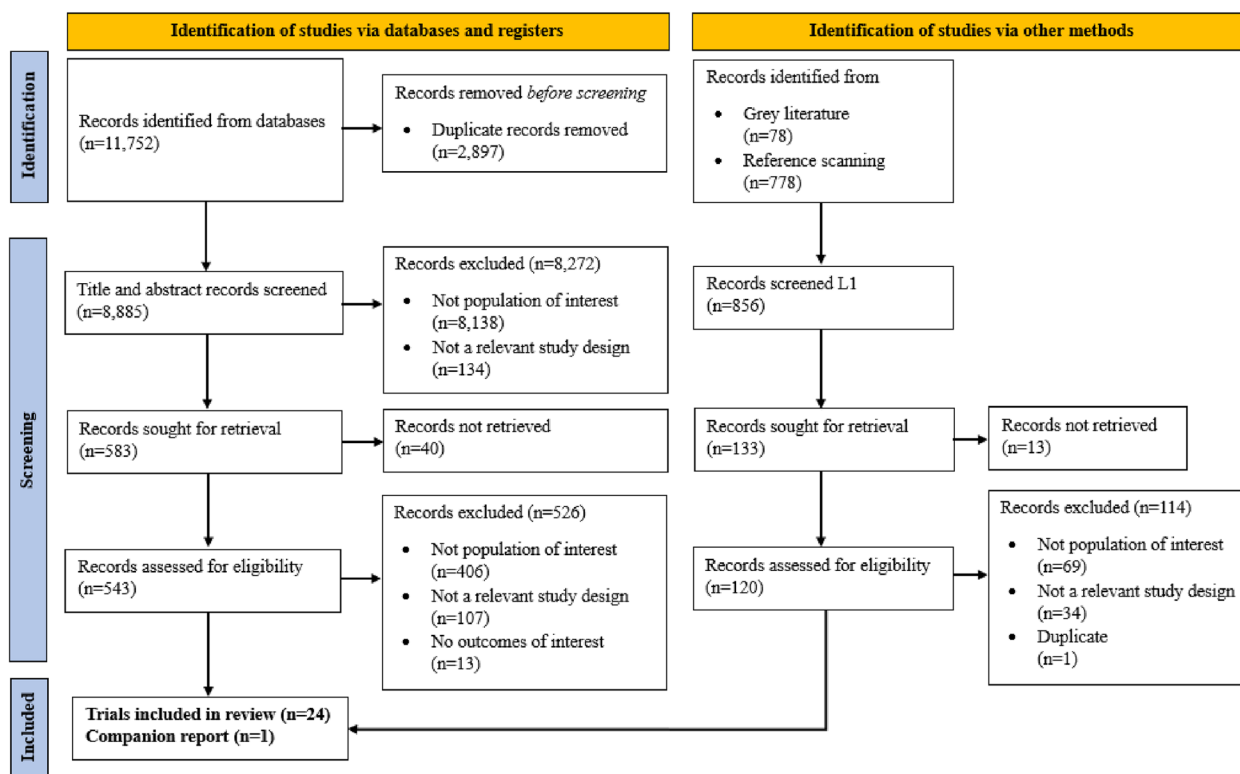 Identification of studies via databases and registers
Identification of studies via other methods
Identification
Records identified from databases
(n=11,752)
Records removed before screening
• Duplicate records removed
(n=2,897)
Records identified from
• Grey literature
(n=78)
• Reference scanning
(n=778)
Screening
Title and abstract records screened
(n=8,885)
Records excluded (n=8,272)
• Not population of interest
(n=8,138)
• Not a relevant study design
(n=134)
Records screened L1
(n=856)
Records sought for retrieval
(n=583)
Records not retrieved
(n=40)
Records sought for retrieval
(n=133)
Records not retrieved
(n=13)
Records assessed for eligibility
(n=543)
Records excluded (n=526)
• Not population of interest
(n=406)
• Not a relevant study design
(n=107)
• No outcomes of interest
(n=13)
Records assessed for eligibility
(n=120)
Records excluded (n=114)
• Not population of interest
(n=69)
• Not a relevant study design
(n=34)
• Duplicate
(n=1)
Included
Trials included in review (n=24)
Companion report (n=1)